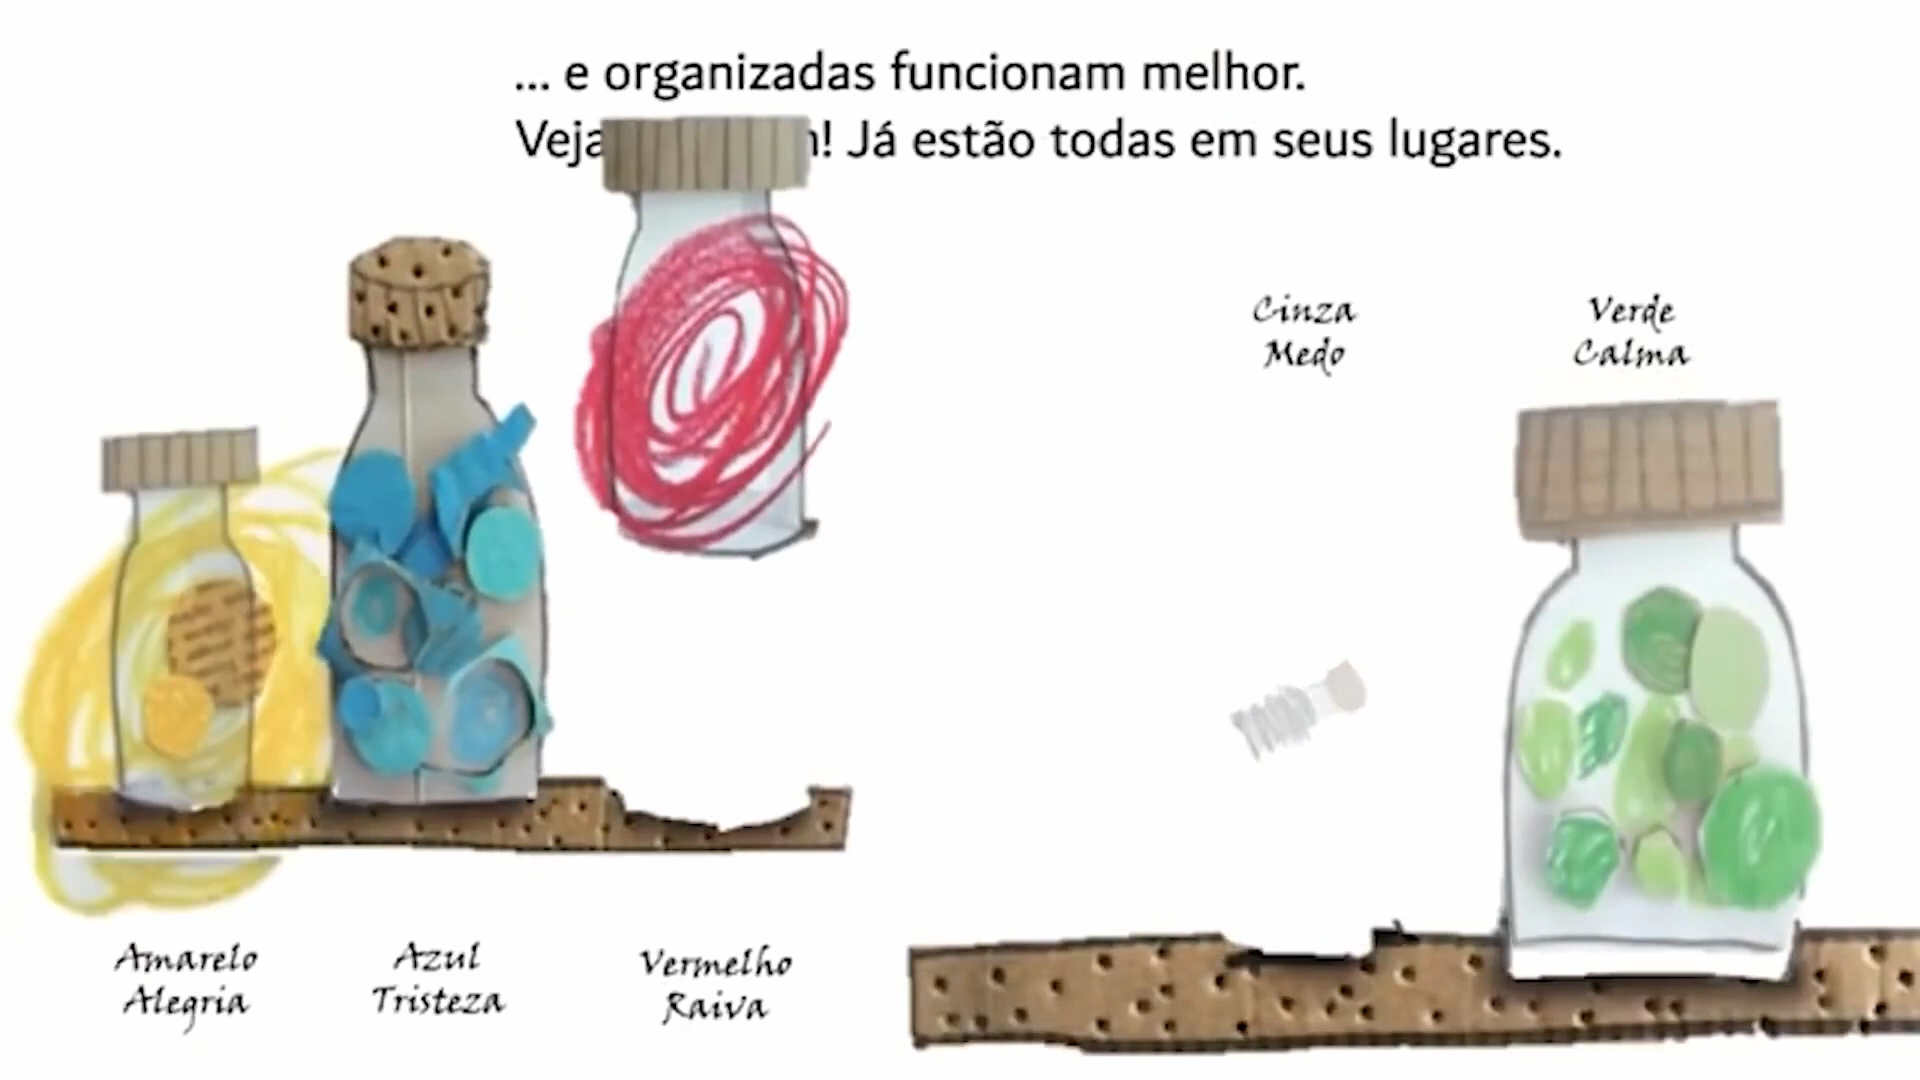 ... e organizadas funcionam melhor.
Veja ! Já estão todas em seus lugares.
Cinza
Medo
Verde
Calma
Amarelo
Alegria
Azul
Tristeza
Vermelho
Raiva